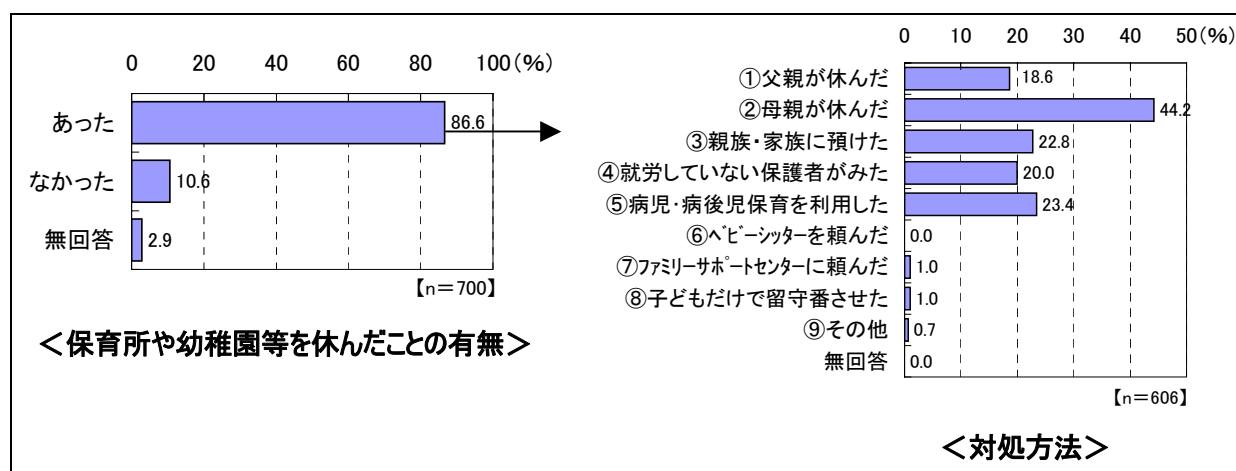 0 20 40 60 80 100(%)
あった 86.6
なかった 10.6
無回答 2.9
【n=700】
＜保育所や幼稚園等を休んだことの有無＞
0 10 20 30 40 50(%)
①父親が休んだ 18.6
②母親が休んだ 44.2
③親族・家族に預けた 22.8
④就労していない保護者がみた 20.0
⑤病児・病後児保育を利用した 23.4
⑥ﾍﾞﾋﾞｰｼｯﾀｰを頼んだ 0.0
⑦ﾌｧﾐﾘｰｻﾎﾟｰﾄｾﾝﾀｰに頼んだ 1.0
⑧子どもだけで留守番させた 1.0
⑨その他 0.7
無回答 0.0
【n=606】
＜対処方法＞